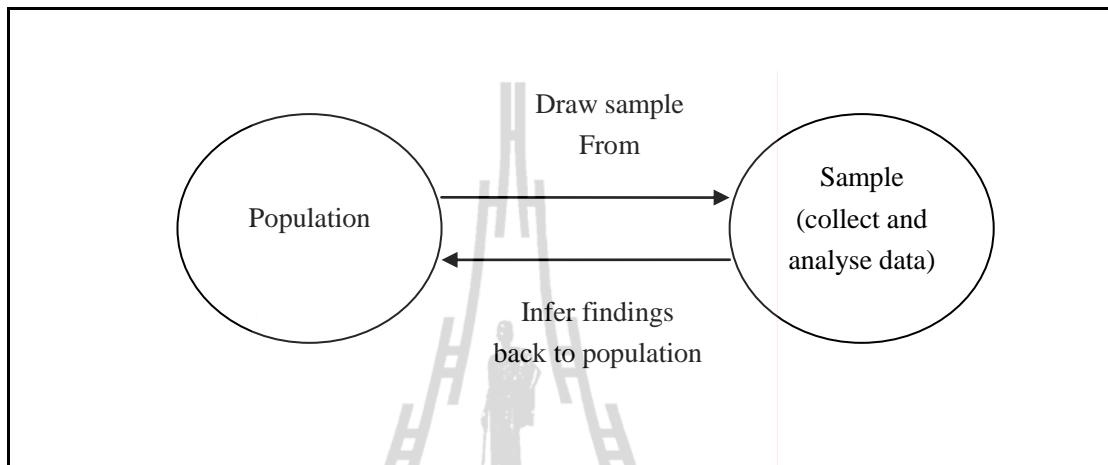 Draw sample
From
Population
Sample
(collect and
analyse data)
Infer findings
back to population